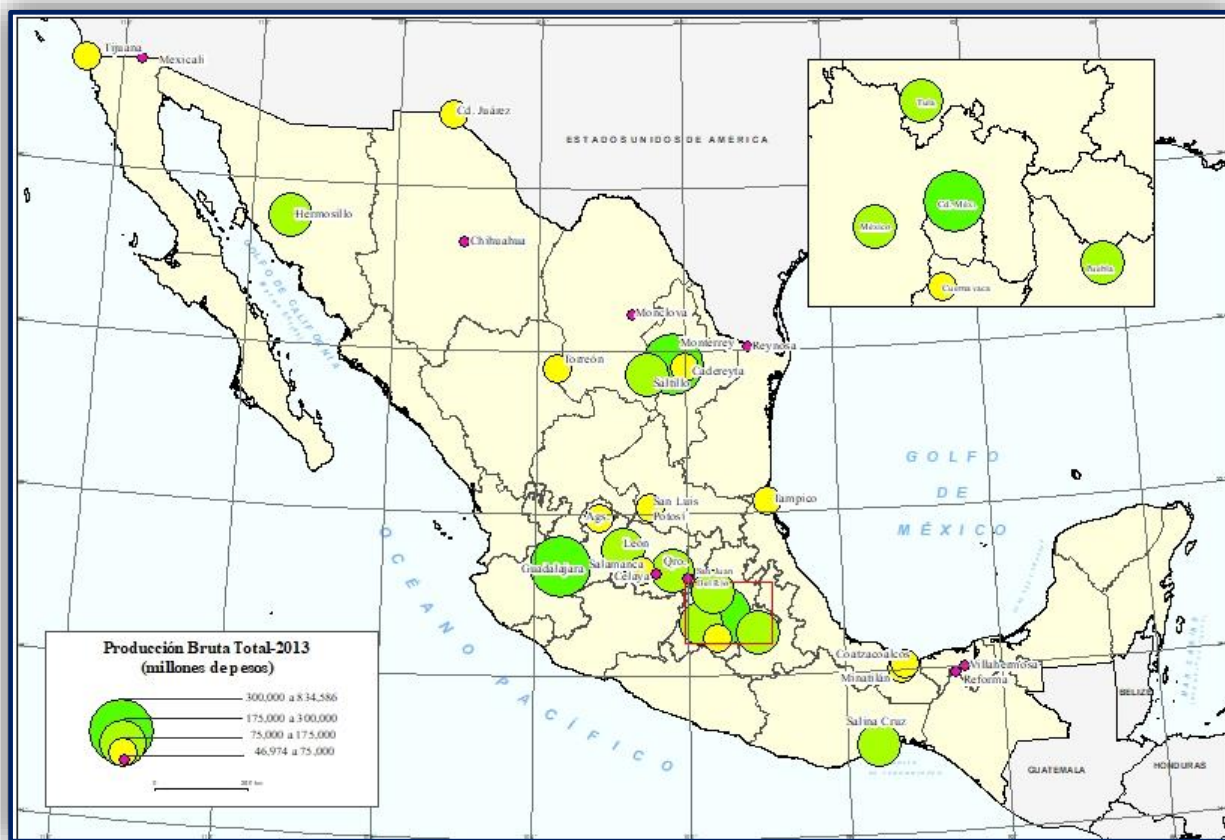 Tijuana
Mexicali
Cd. Juárez
ESTADOS UNIDOS DE AMÉRICA
Hermosillo
Chihuahua
GOLFO DE CALIFORNIA
Monclova
Monterrey
Reynosa
Torreón
Cadereyta
Saltillo
GOLFO
DE
MÉXICO
San Luis
Potosí
Tampico
Ags.
León
Guadalajara
Salamanca
Qro.
Celaya
San Juan
del Río
OCÉANO PACÍFICO
Coatzacoalcos
Minatilán
Villahermosa
Reforma
Salina Cruz
BELIZE
GUATEMALA
HONDURAS
Tula
Cd. Méx.
México
Puebla
Cuernavaca
Producción Bruta Total-2013
(millones de pesos)
300,000 a 834,586
175,000 a 300,000
75,000 a 175,000
46,974 a 75,000